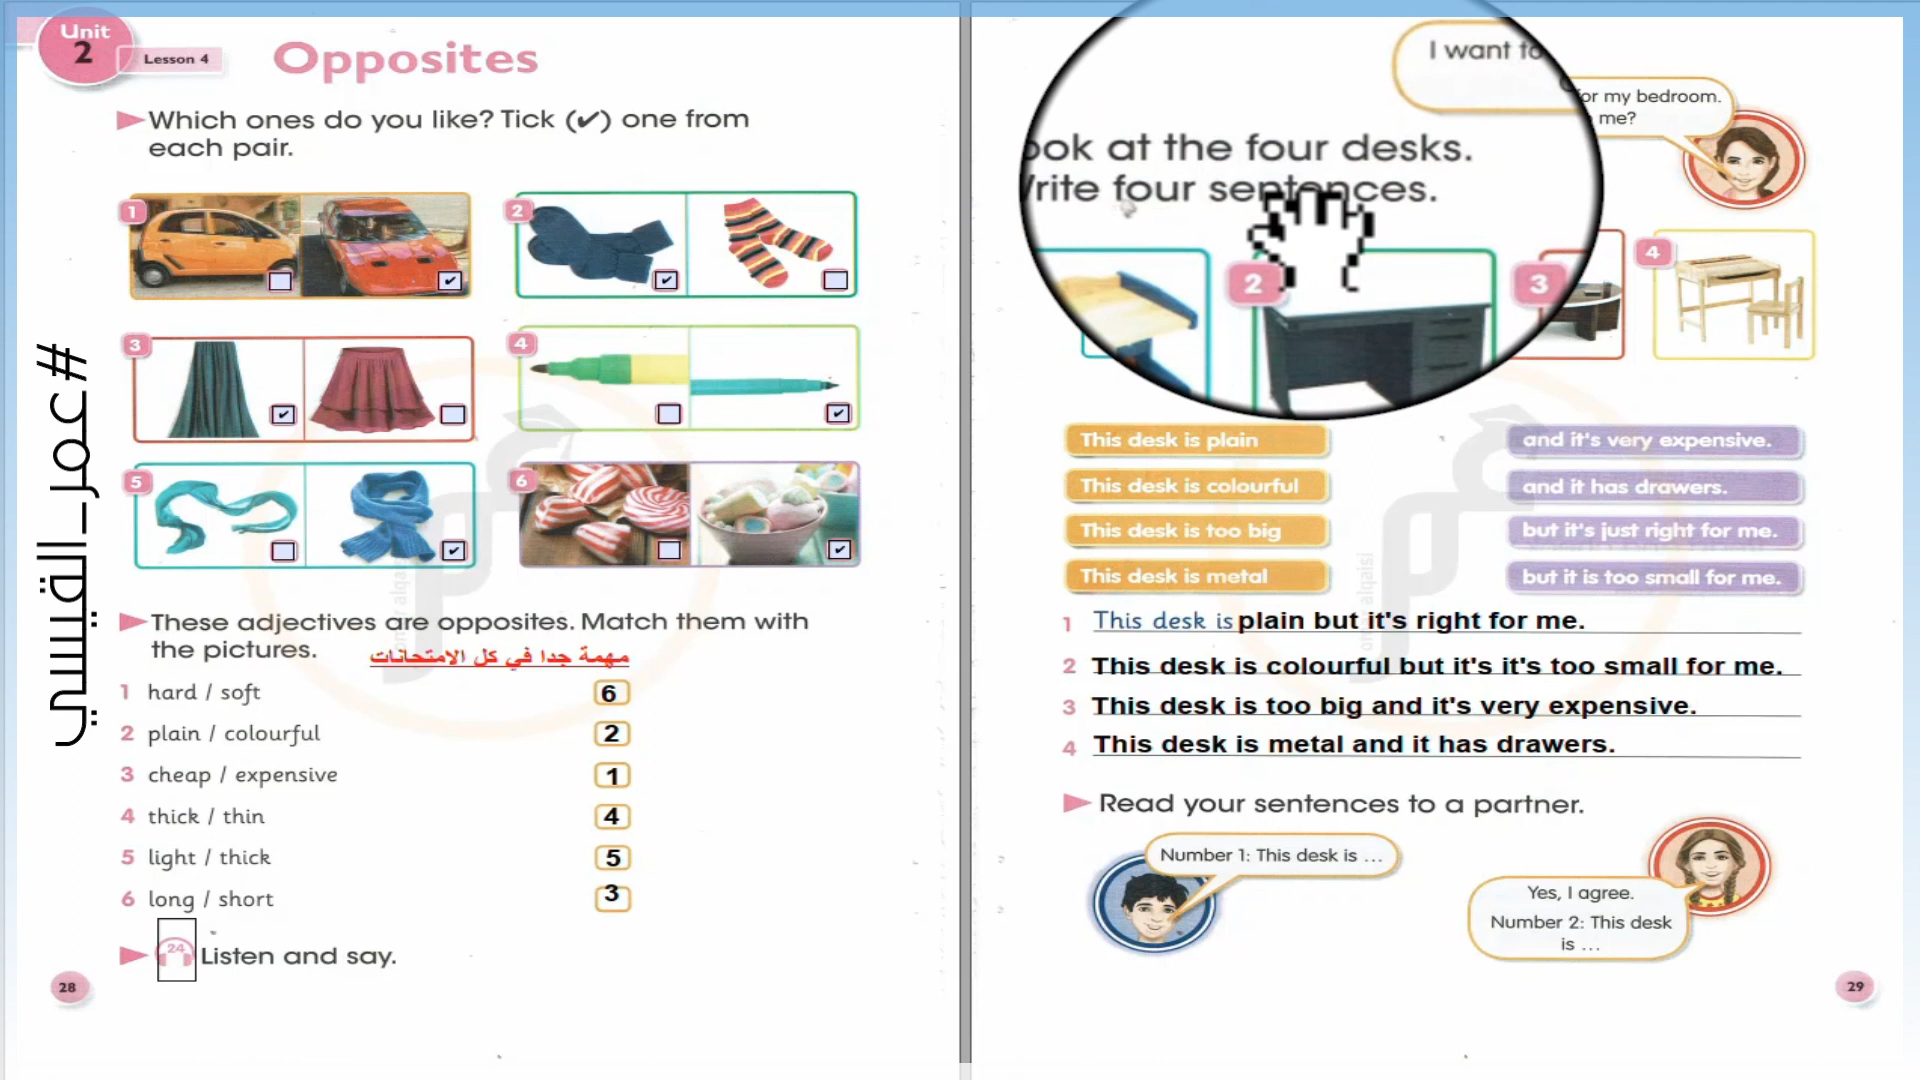 Unit
2
Lesson 4
Opposites
Which ones do you like? Tick (✔) one from
each pair.
1
2
3
4
5
6
These adjectives are opposites. Match them with
the pictures.
مهمة جدا في كل الامتحانات
1 hard / soft 6
2 plain / colourful 2
3 cheap / expensive 1
4 thick / thin 4
5 light / thick 5
6 long / short 3
24 Listen and say.
28
#عمر_القيسي
omar alqaisi
I want to
for my bedroom.
me?
ook at the four desks.
rite four sentences.
2
3
4
This desk is plain
and it's very expensive.
This desk is colourful
and it has drawers.
This desk is too big
but it's just right for me.
This desk is metal
but it is too small for me.
1 This desk is plain but it's right for me.
2 This desk is colourful but it's it's too small for me.
3 This desk is too big and it's very expensive.
4 This desk is metal and it has drawers.
Read your sentences to a partner.
Number 1: This desk is ...
Yes, I agree.
Number 2: This desk
is ...
29
omar alqaisi